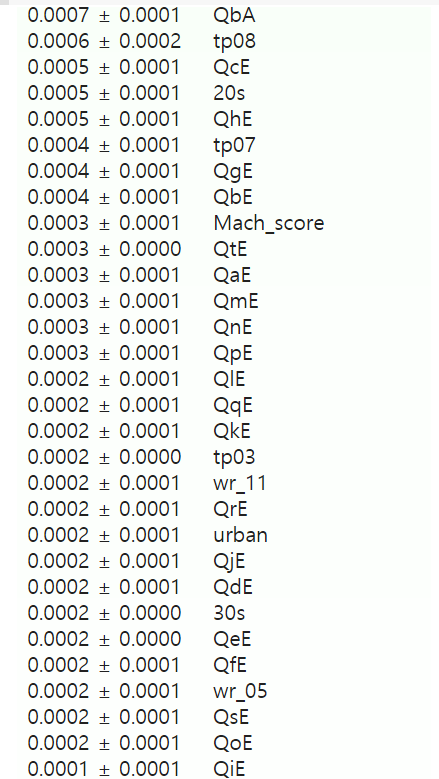 0.0007 ± 0.0001 QbA
0.0006 ± 0.0002 tp08
0.0005 ± 0.0001 QcE
0.0005 ± 0.0001 20s
0.0005 ± 0.0001 QhE
0.0004 ± 0.0001 tp07
0.0004 ± 0.0001 QgE
0.0004 ± 0.0001 QbE
0.0003 ± 0.0001 Mach_score
0.0003 ± 0.0000 QtE
0.0003 ± 0.0001 QaE
0.0003 ± 0.0001 QmE
0.0003 ± 0.0001 QnE
0.0003 ± 0.0001 QpE
0.0002 ± 0.0001 QlE
0.0002 ± 0.0001 QqE
0.0002 ± 0.0001 QkE
0.0002 ± 0.0000 tp03
0.0002 ± 0.0001 wr_11
0.0002 ± 0.0001 QrE
0.0002 ± 0.0001 urban
0.0002 ± 0.0001 QjE
0.0002 ± 0.0001 QdE
0.0002 ± 0.0000 30s
0.0002 ± 0.0000 QeE
0.0002 ± 0.0001 QfE
0.0002 ± 0.0001 wr_05
0.0002 ± 0.0001 QsE
0.0002 ± 0.0001 QoE
0.0001 ± 0.0001 QiE